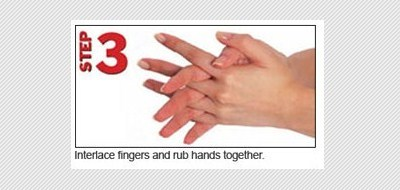 STEP 3
Interlace fingers and rub hands together.